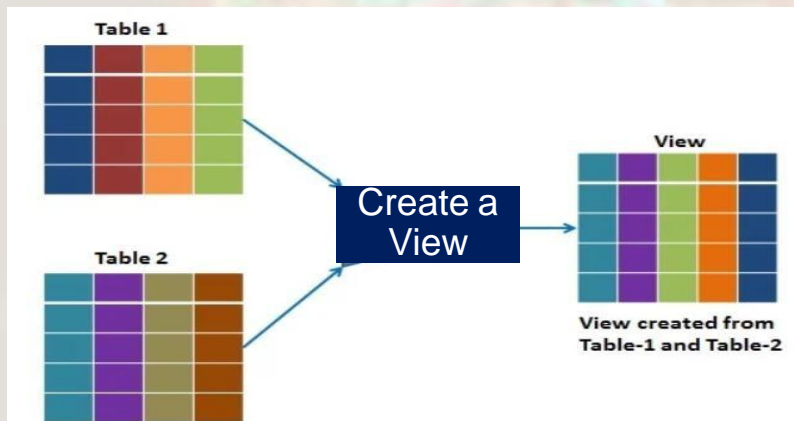 Table 1
Table 2
Create a
View
View
View created from
Table-1 and Table-2